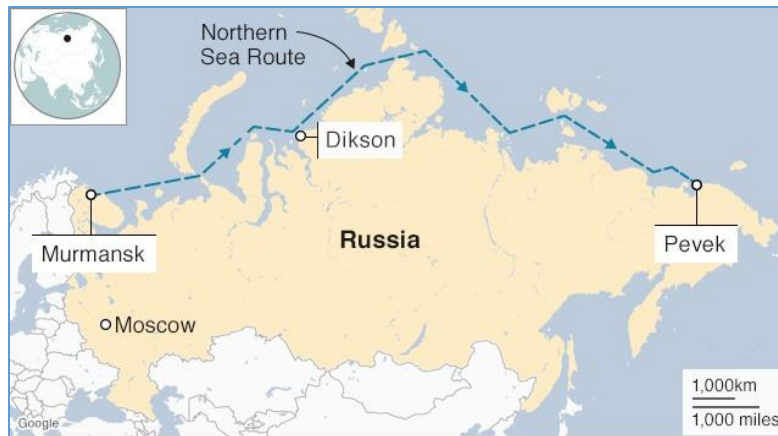 Northern
Sea Route
Dikson
Murmansk
Russia
Pevek
Moscow
1,000km
1,000 miles
Google